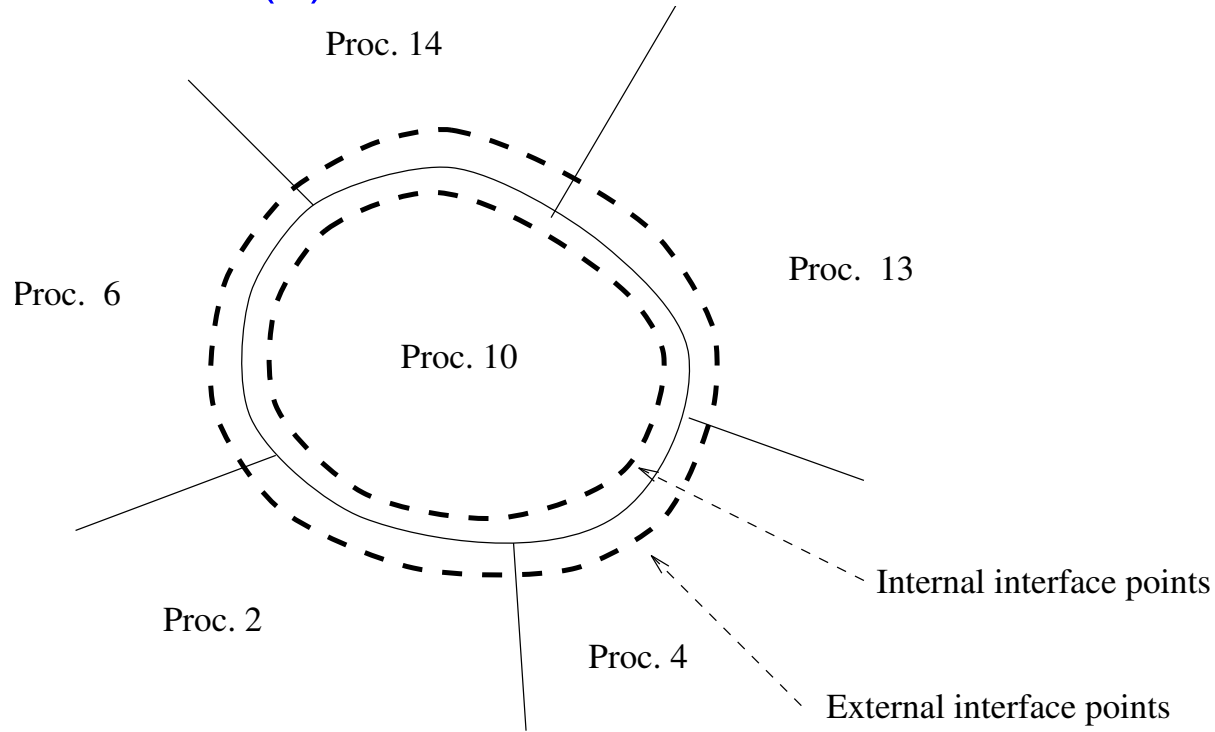 Proc. 14
Proc. 13
Proc. 6
Proc. 10
Internal interface points
Proc. 2
Proc. 4
External interface points